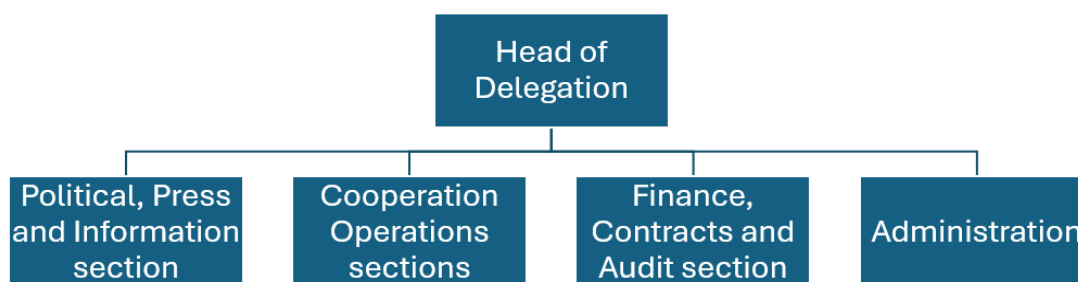 Head of
Delegation
Political, Press
and Information
section
Cooperation
Operations
sections
Finance,
Contracts and
Audit section
Administration